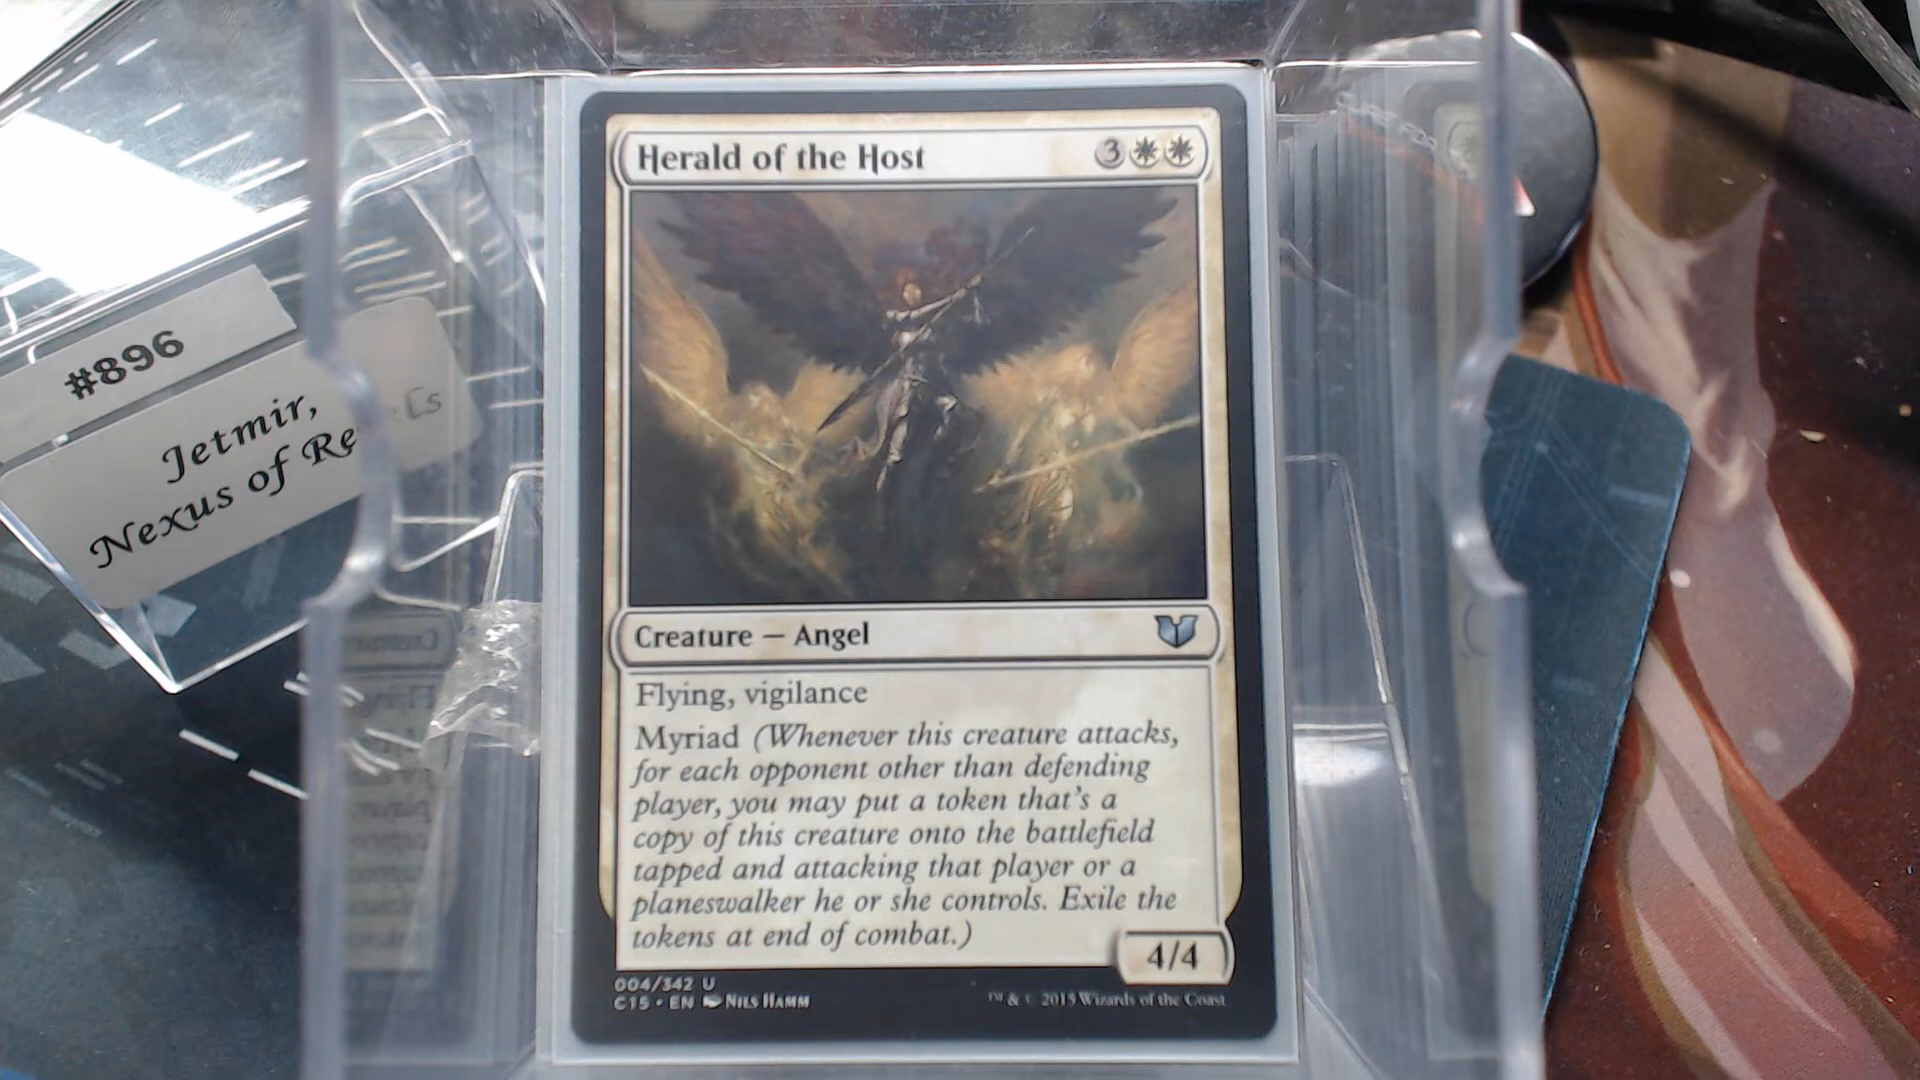 Herald of the Host
3
Creature — Angel
Flying, vigilance
Myriad (Whenever this creature attacks,
for each opponent other than defending
player, you may put a token that's a
copy of this creature onto the battlefield
tapped and attacking that player or a
planeswalker he or she controls. Exile the
tokens at end of combat.)
4/4
004/342 U
C15 • EN Nils Hamm
™ & © 2015 Wizards of the Coast
#896
Jetmir,
Nexus of